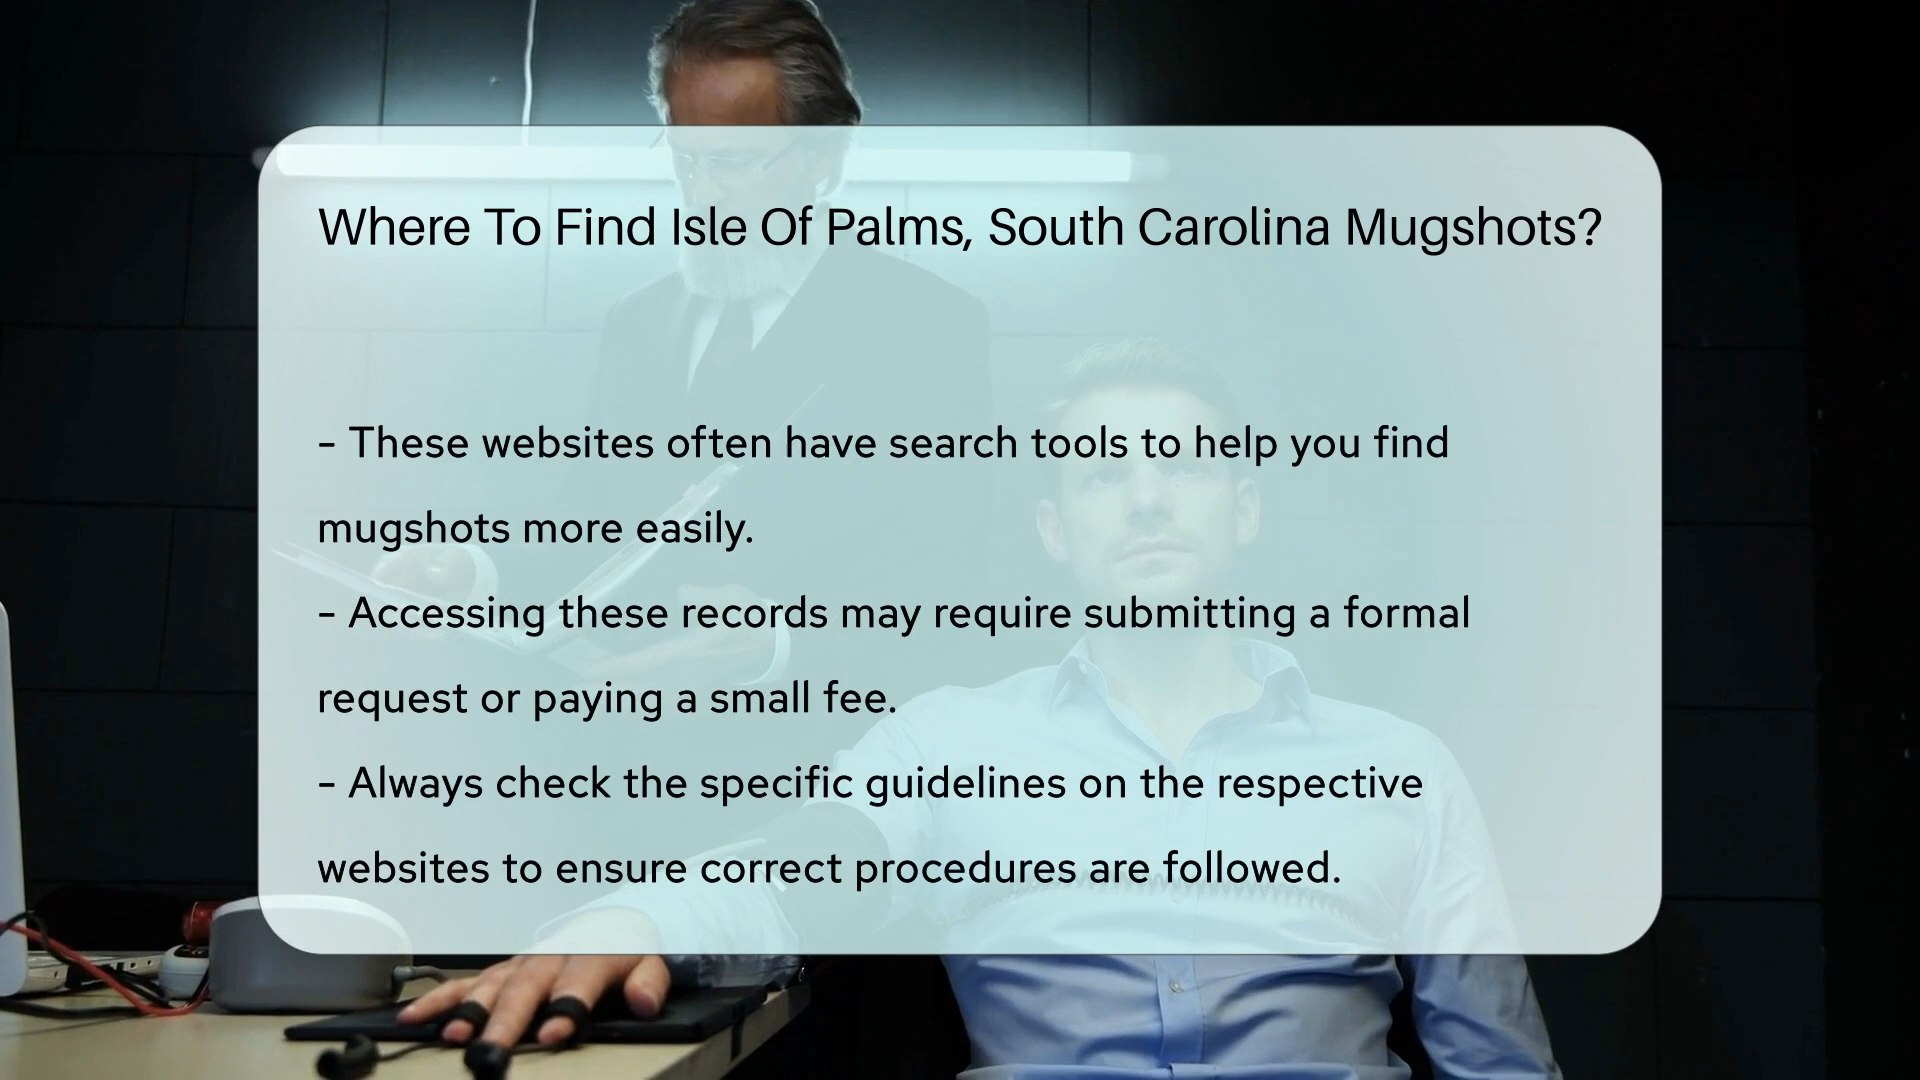 Where To Find Isle Of Palms, South Carolina Mugshots?
– These websites often have search tools to help you find
mugshots more easily.
– Accessing these records may require submitting a formal
request or paying a small fee.
– Always check the specific guidelines on the respective
websites to ensure correct procedures are followed.